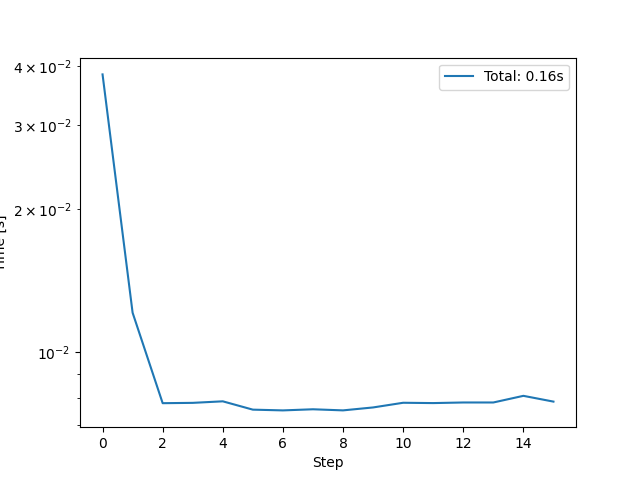 Total: 0.16s
4 × 10⁻²
3 × 10⁻²
2 × 10⁻²
10⁻²
[s]
0 2 4 6 8 10 12 14
Step